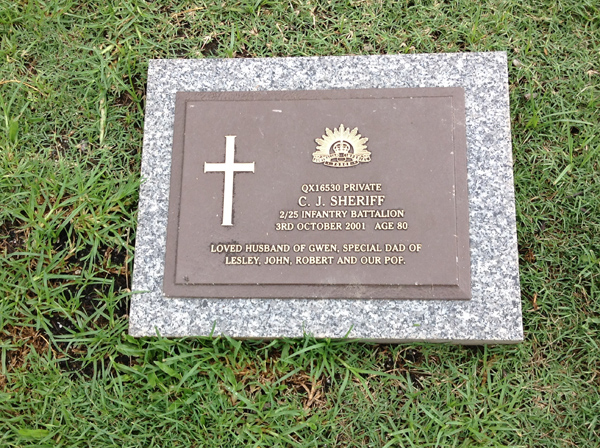 QX16530 PRIVATE
C. J. SHERIFF
2/25 INFANTRY BATTALION
3RD OCTOBER 2001 AGE 80
LOVED HUSBAND OF GWEN, SPECIAL DAD OF
LESLEY, JOHN, ROBERT AND OUR POP.